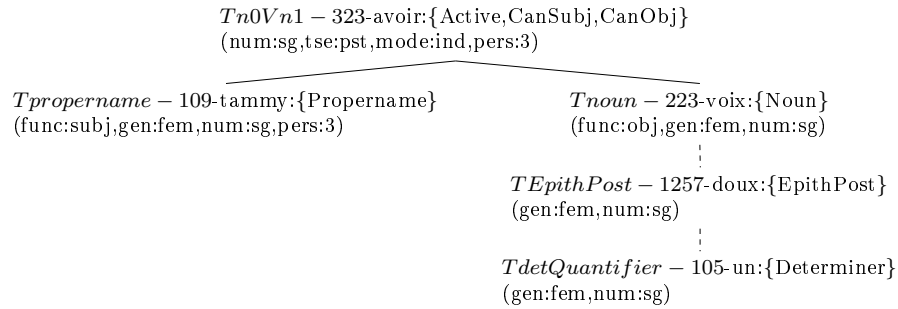 Tn0Vn1 − 323-avoir:{Active,CanSubj,CanObj}
(num:sg,tse:pst,mode:ind,pers:3)
Tpropername − 109-tammy:{Propername}
(func:subj,gen:fem,num:sg,pers:3)
Tnoun − 223-voix:{Noun}
(func:obj,gen:fem,num:sg)
TEpithPost − 1257-doux:{EpithPost}
(gen:fem,num:sg)
TdetQuantifier − 105-un:{Determiner}
(gen:fem,num:sg)